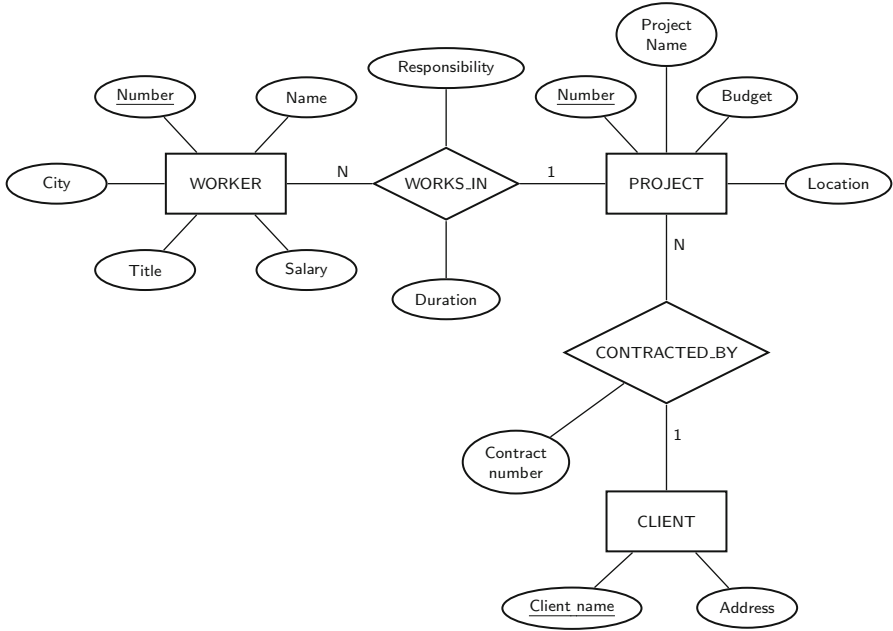 Project
Name
Responsibility
Number
Name
Number
Budget
City
WORKER
N
WORKS_IN
1
PROJECT
Location
Title
Salary
Duration
N
CONTRACTED_BY
Contract
number
1
CLIENT
Client name
Address